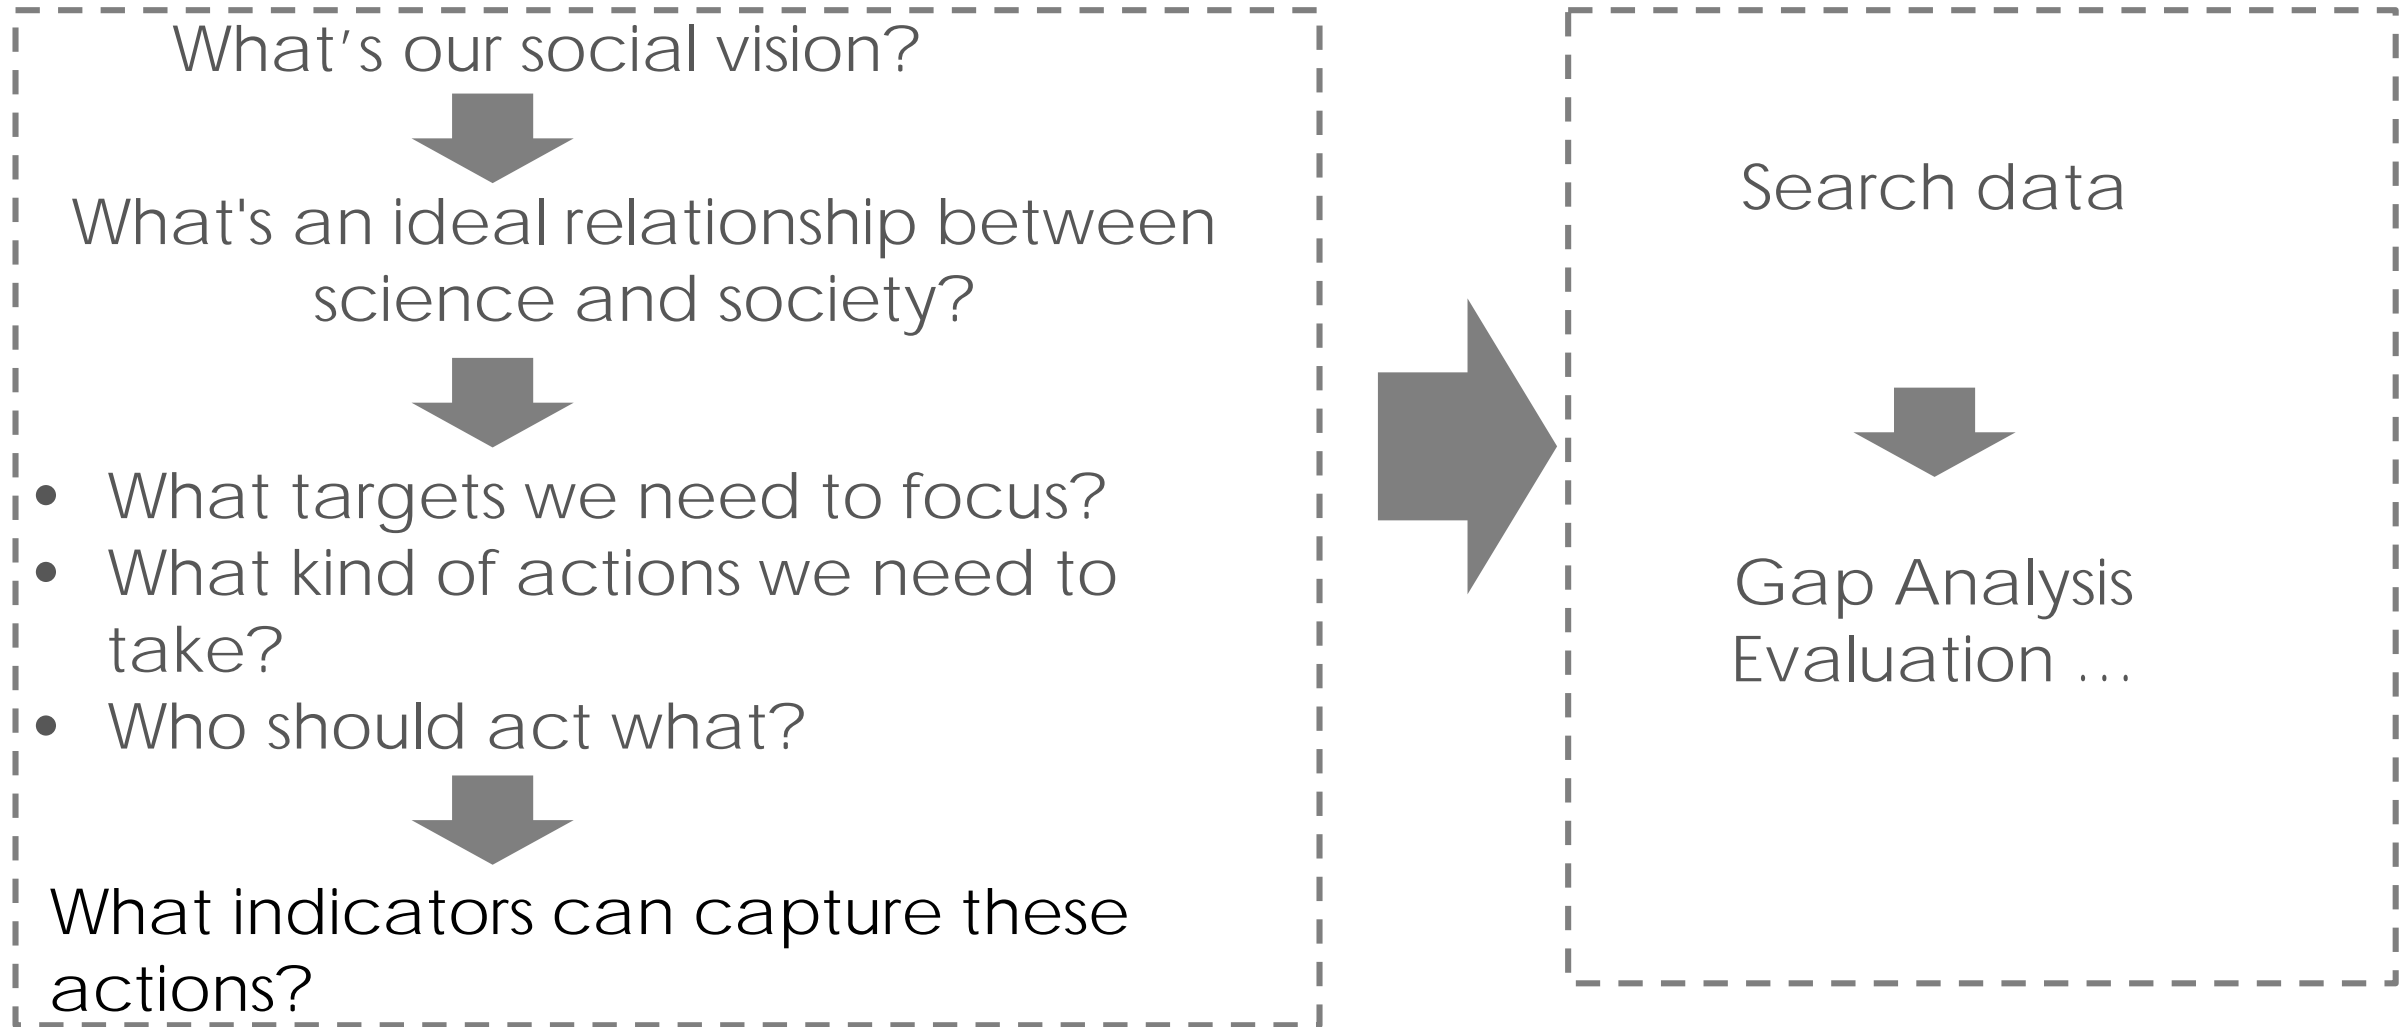 What’s our social vision?
What's an ideal relationship between
science and society?
• What targets we need to focus?
• What kind of actions we need to
take?
• Who should act what?
What indicators can capture these
actions?
Search data
Gap Analysis
Evaluation …